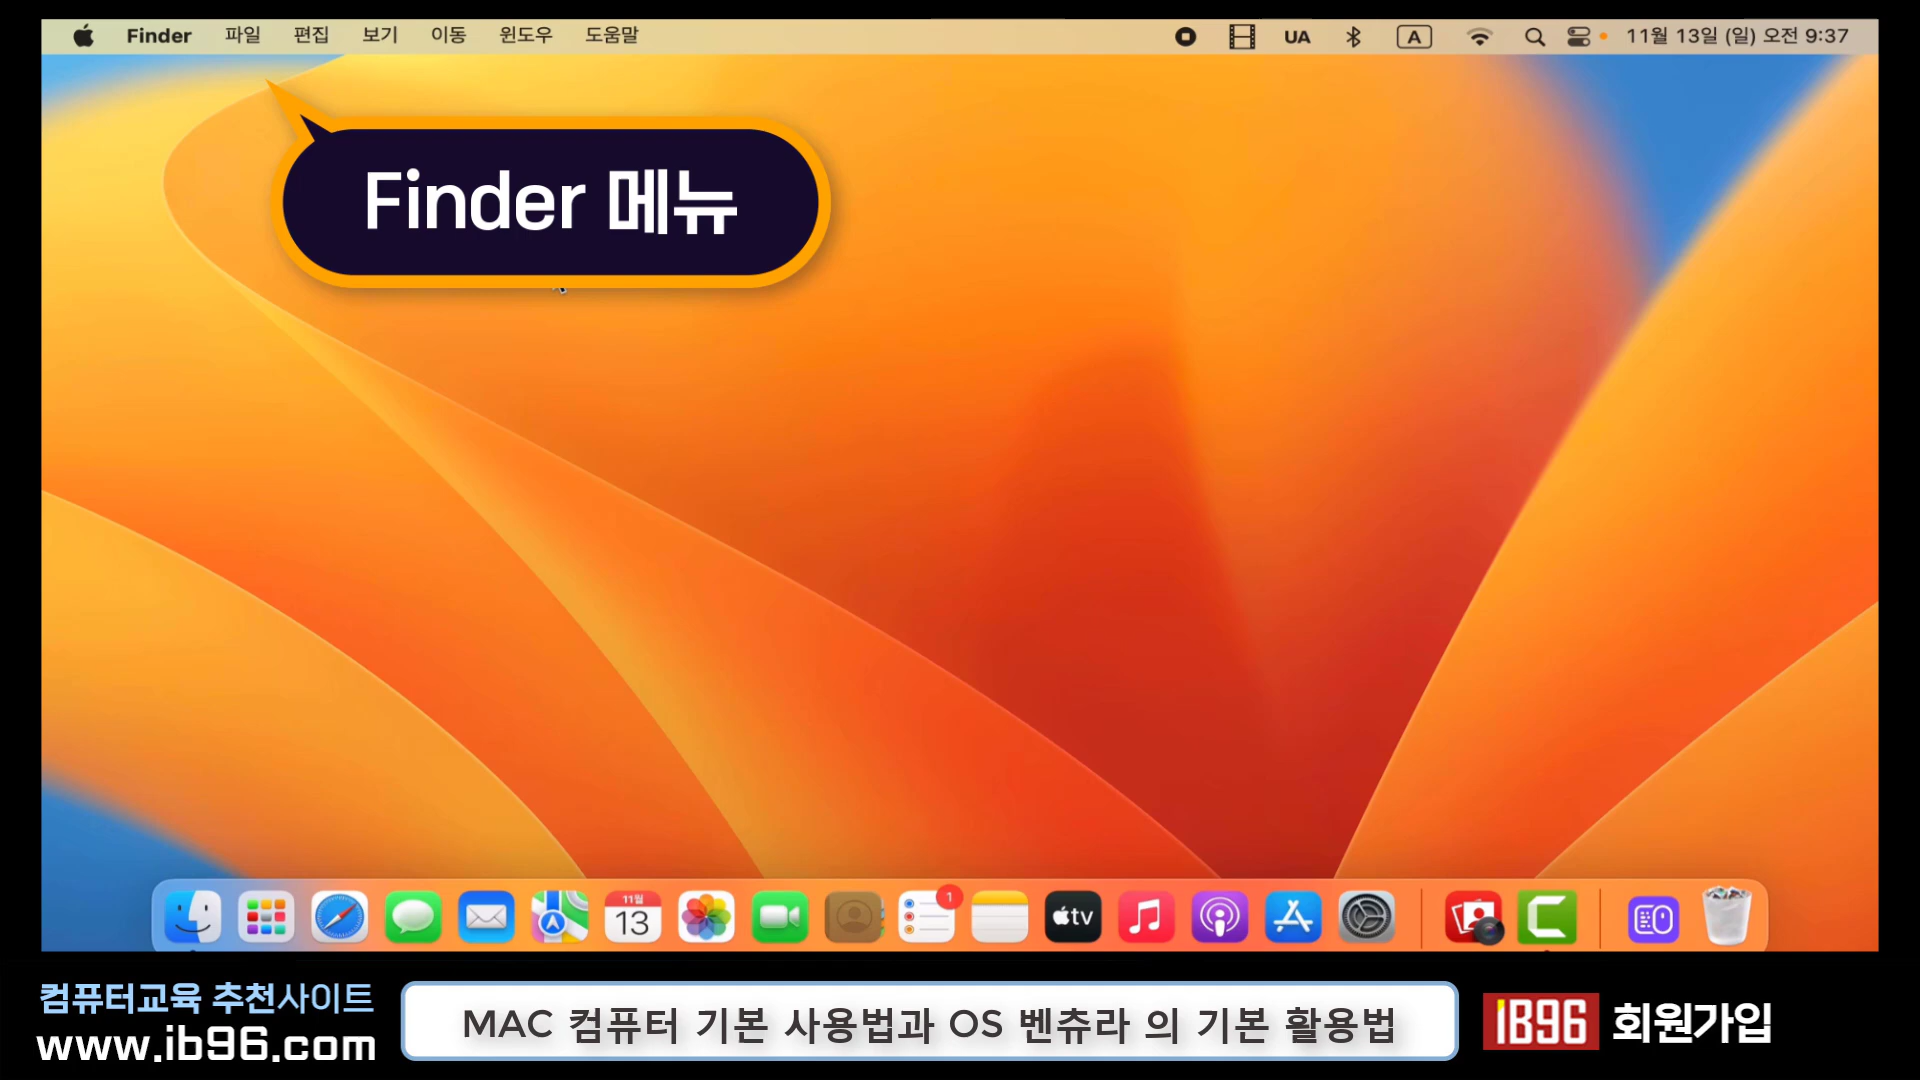 Finder 파일 편집 보기 이동 윈도우 도움말 UA A 11월 13일 (일) 오전 9:37
Finder 메뉴
11월
13
1
tv
컴퓨터교육 추천사이트
www.ib96.com
MAC 컴퓨터 기본 사용법과 OS 벤츄라 의 기본 활용법
IB96 회원가입